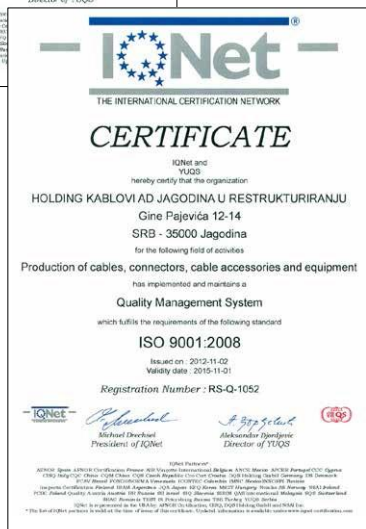 Director of YUQS
®
IQNet
THE INTERNATIONAL CERTIFICATION NETWORK
CERTIFICATE
IQNet and
YUQS
hereby certify that the organization
HOLDING KABLOVI AD JAGODINA U RESTRUKTURIRANJU
Gine Pajevića 12-14
SRB - 35000 Jagodina
for the following field of activities
Production of cables, connectors, cable accessories and equipment
has implemented and maintains a
Quality Management System
which fulfills the requirements of the following standard
ISO 9001:2008
Issued on : 2012-11-02
Validity date : 2015-11-01
Registration Number : RS-Q-1052
IQNet
Michael Drechsel
President of IQNet
Aleksandar Djordjevic
Director of YUQS
IQNet Partners*: